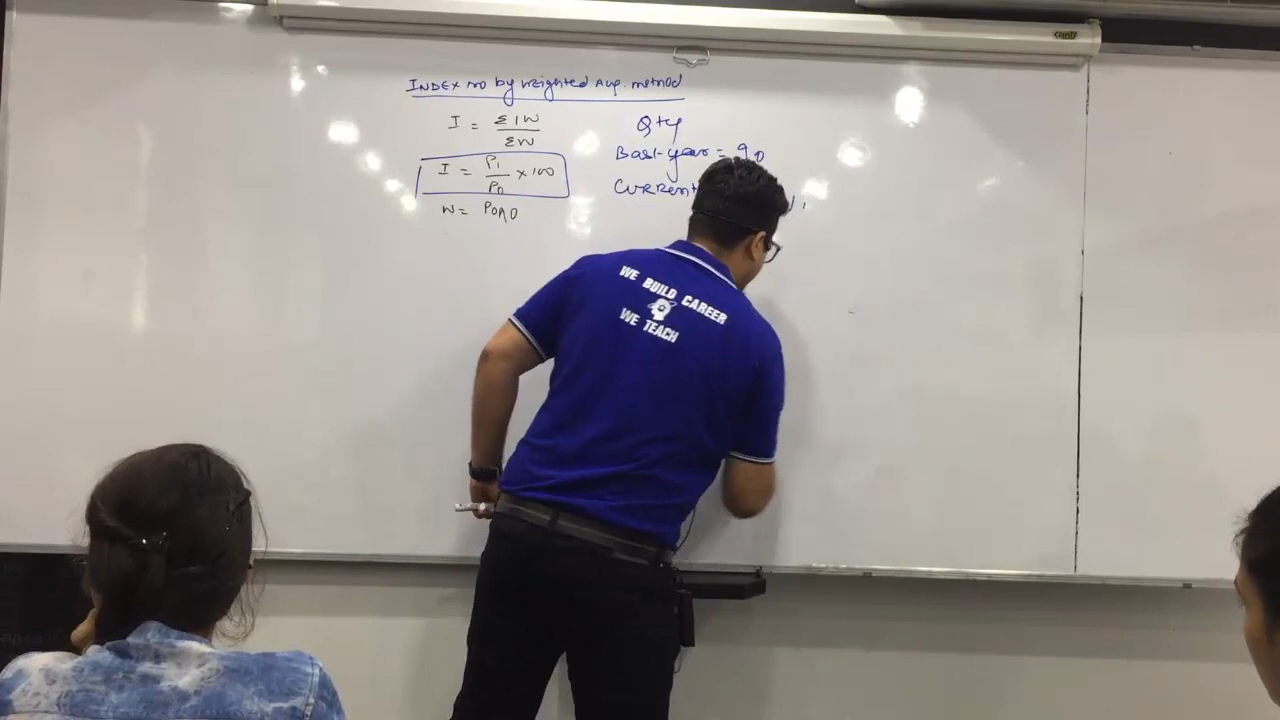 INDEX no by weighted Avg. method
I = ΣIW / ΣW
I = P1 / P0 × 100
W = P0q0
Qty
Base year = q0
Current
WE BUILD CAREER
WE TEACH